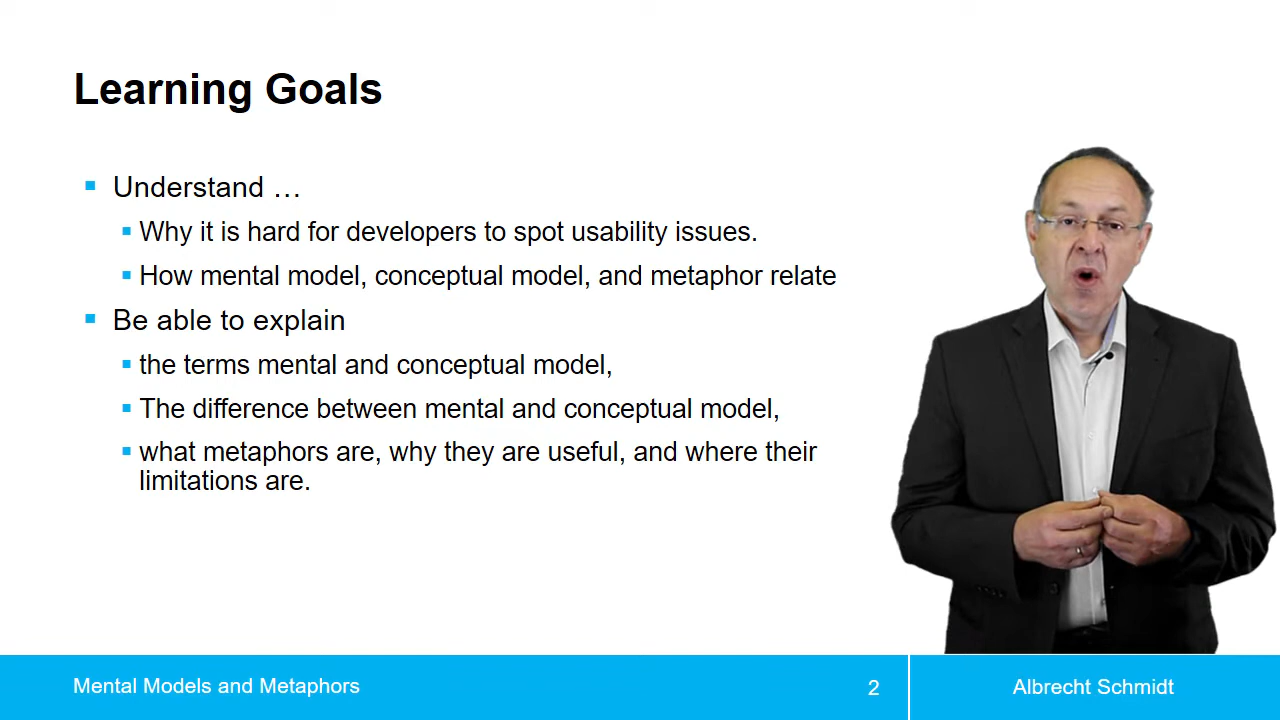 Learning Goals
Understand …
Why it is hard for developers to spot usability issues.
How mental model, conceptual model, and metaphor relate
Be able to explain
the terms mental and conceptual model,
The difference between mental and conceptual model,
what metaphors are, why they are useful, and where their
limitations are.
Mental Models and Metaphors
2
Albrecht Schmidt